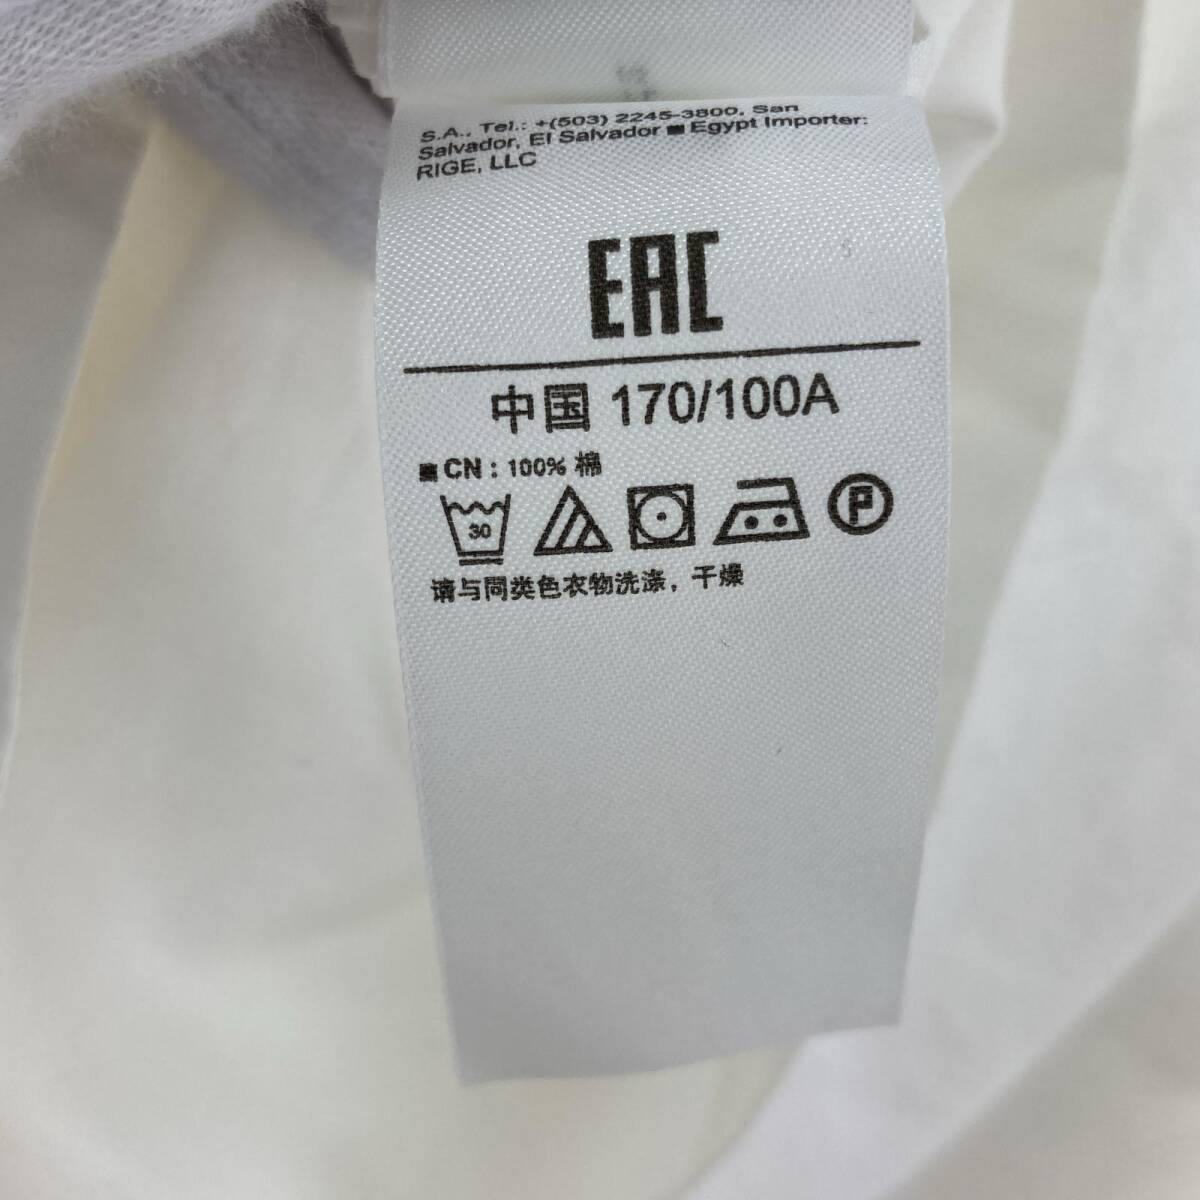 S.A., Tel.: +(503) 2245-3800, San
Salvador, El Salvador ■ Egypt Importer:
RIGE, LLC
EAC
中国 170/100A
■ CN : 100% 棉
30
P
请与同类色衣物洗涤，干燥